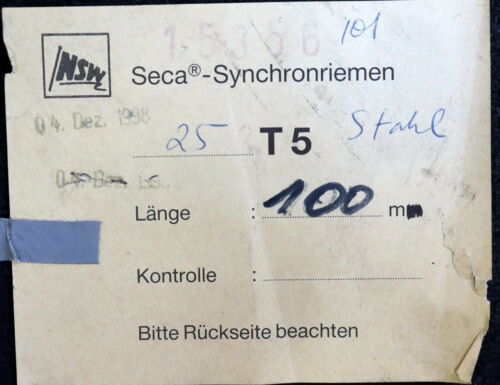 15356 101
NSW
Seca®-Synchronriemen
04. Dez. 1998
25 T5 Stahl
Länge : 100 m
Kontrolle :
Bitte Rückseite beachten